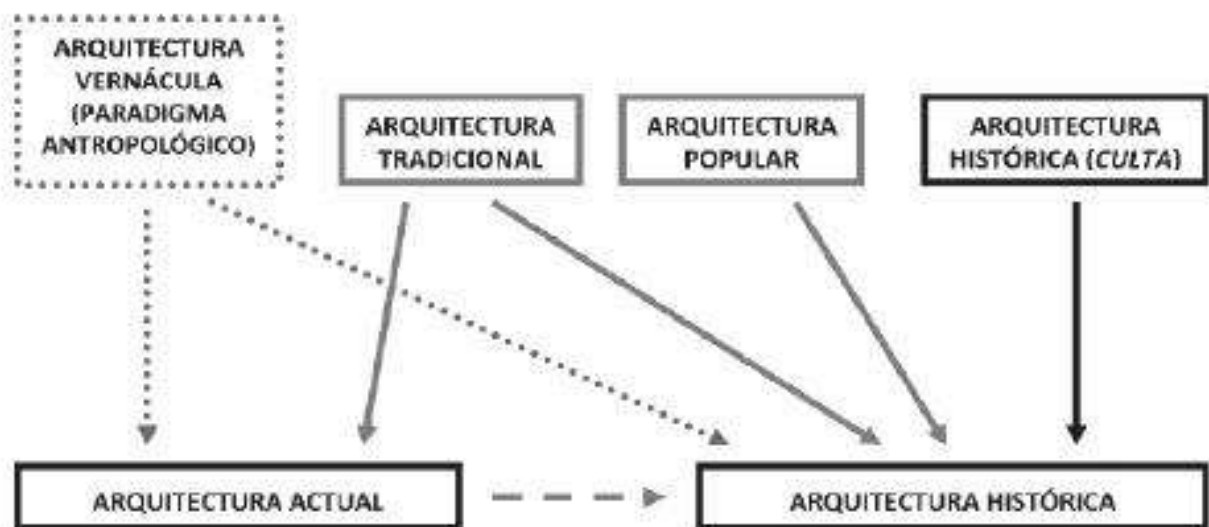 ARQUITECTURA
VERNÁCULA
(PARADIGMA
ANTROPOLÓGICO)
ARQUITECTURA
TRADICIONAL
ARQUITECTURA
POPULAR
ARQUITECTURA
HISTÓRICA (CULTA)
ARQUITECTURA ACTUAL
ARQUITECTURA HISTÓRICA